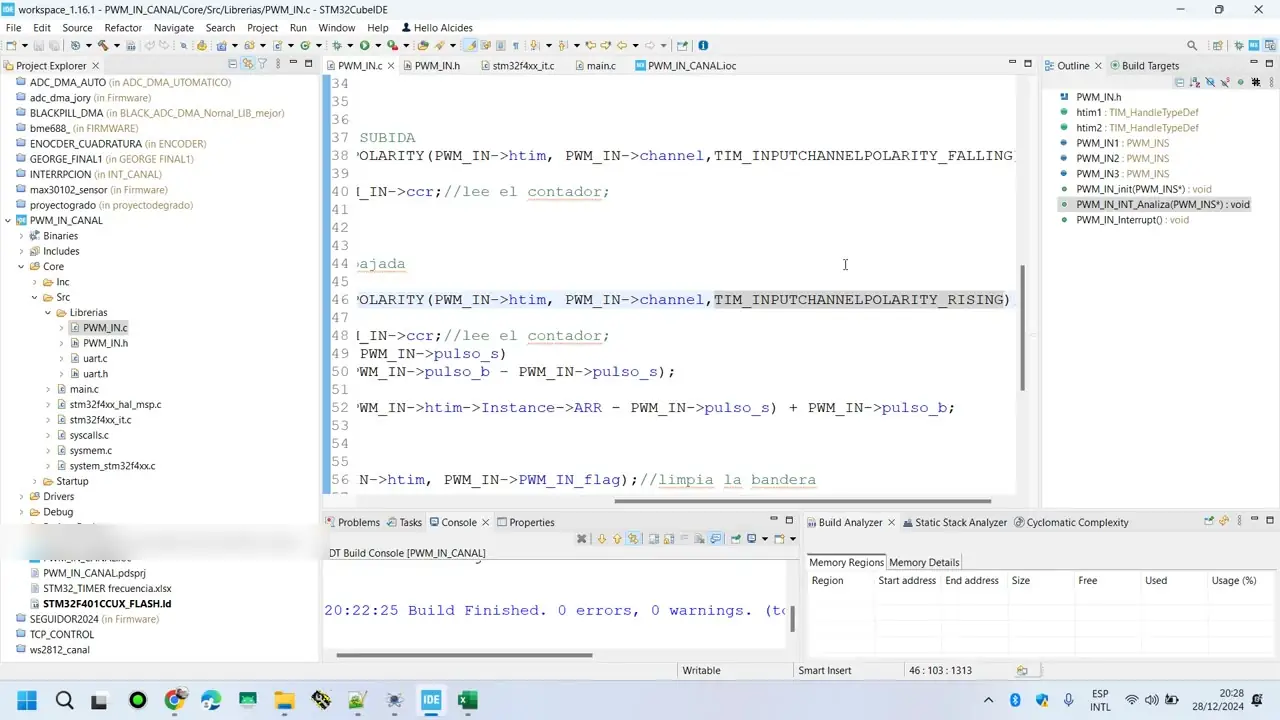 workspace_1.16.1 - PWM_IN_CANAL/Core/Src/Librerias/PWM_IN.c - STM32CubeIDE
File Edit Source Refactor Navigate Search Project Run Window Help Hello Alcides
Project Explorer
ADC_DMA_AUTO (in ADC_DMA_UTOMATICO)
adc_dma_jory (in Firmware)
BLACKPILL_DMA (in BLACK_ADC_DMA_Nornal_LIB_mejor)
bme688_ (in FIRMWARE)
ENOCDER_CUADRATURA (in ENCODER)
GEORGE_FINAL1 (in GEORGE FINAL1)
INTERRPCION (in INT_CANAL)
max30102_sensor (in Firmware)
proyectogrado (in proyectodegrado)
PWM_IN_CANAL
Binaries
Includes
Core
Inc
Src
Librerias
PWM_IN.c
PWM_IN.h
uart.c
uart.h
main.c
stm32f4xx_hal_msp.c
stm32f4xx_it.c
syscalls.c
sysmem.c
system_stm32f4xx.c
Startup
Drivers
Debug
PWM_IN_CANAL.pdsprj
STM32_TIMER frecuencia.xlsx
STM32F401CCUX_FLASH.ld
SEGUIDOR2024 (in Firmware)
TCP_CONTROL
ws2812_canal
PWM_IN.c PWM_IN.h stm32f4xx_it.c main.c PWM_IN_CANAL.ioc
34
35
36
37 SUBIDA
38 OLARITY(PWM_IN->htim, PWM_IN->channel,TIM_INPUTCHANNELPOLARITY_FALLING
39
40 _IN->ccr;//lee el contador;
41
42
43
44 ajada
45
46 OLARITY(PWM_IN->htim, PWM_IN->channel,TIM_INPUTCHANNELPOLARITY_RISING)
47
48 _IN->ccr;//lee el contador;
49 PWM_IN->pulso_s)
50 WM_IN->pulso_b - PWM_IN->pulso_s);
51
52 WM_IN->htim->Instance->ARR - PWM_IN->pulso_s) + PWM_IN->pulso_b;
53
54
55
56 N->htim, PWM_IN->PWM_IN_flag);//limpia la bandera
Outline Build Targets
PWM_IN.h
htim1 : TIM_HandleTypeDef
htim2 : TIM_HandleTypeDef
PWM_IN1 : PWM_INS
PWM_IN2 : PWM_INS
PWM_IN3 : PWM_INS
PWM_IN_init(PWM_INS*) : void
PWM_IN_INT_Analiza(PWM_INS*) : void
PWM_IN_Interrupt() : void
Problems Tasks Console Properties
DT Build Console [PWM_IN_CANAL]
20:22:25 Build Finished. 0 errors, 0 warnings. (to
Build Analyzer Static Stack Analyzer Cyclomatic Complexity
Memory Regions Memory Details
Region Start address End address Size Free Used Usage (%)
Writable Smart Insert 46 : 103 : 1313
IDE
ESP
INTL
20:28
28/12/2024